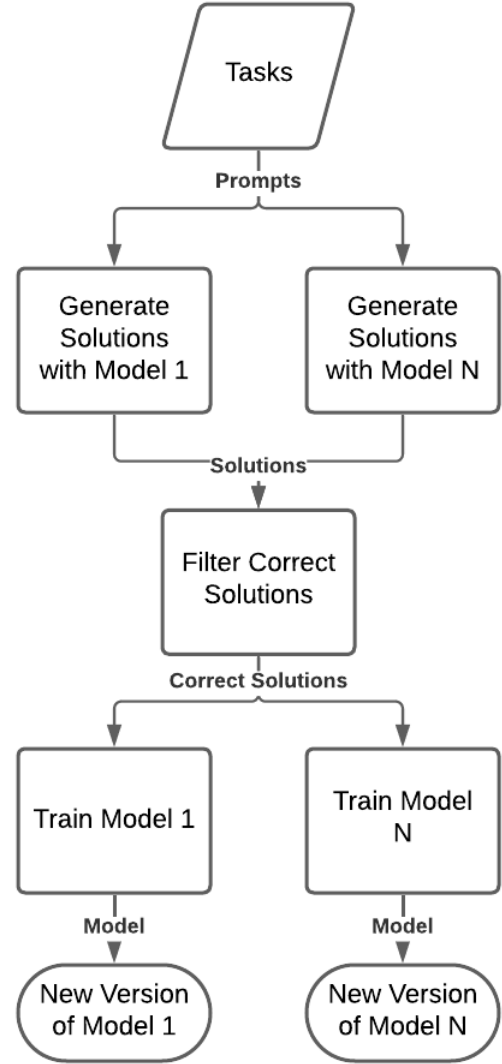 Tasks
Prompts
Generate
Solutions
with Model 1
Generate
Solutions
with Model N
Solutions
Filter Correct
Solutions
Correct Solutions
Train Model 1
Train Model
N
Model
Model
New Version
of Model 1
New Version
of Model N